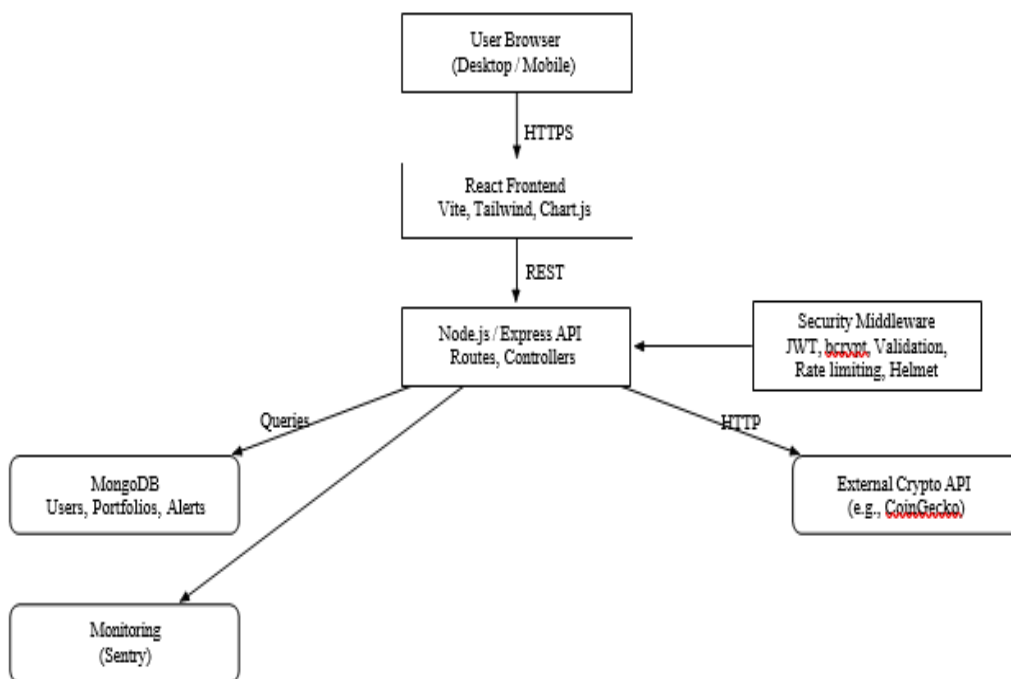 User Browser
(Desktop / Mobile)
HTTPS
React Frontend
Vite, Tailwind, Chart.js
REST
Node.js / Express API
Routes, Controllers
Security Middleware
JWT, bcrypt, Validation,
Rate limiting, Helmet
Queries
HTTP
MongoDB
Users, Portfolios, Alerts
External Crypto API
(e.g., CoinGecko)
Monitoring
(Sentry)